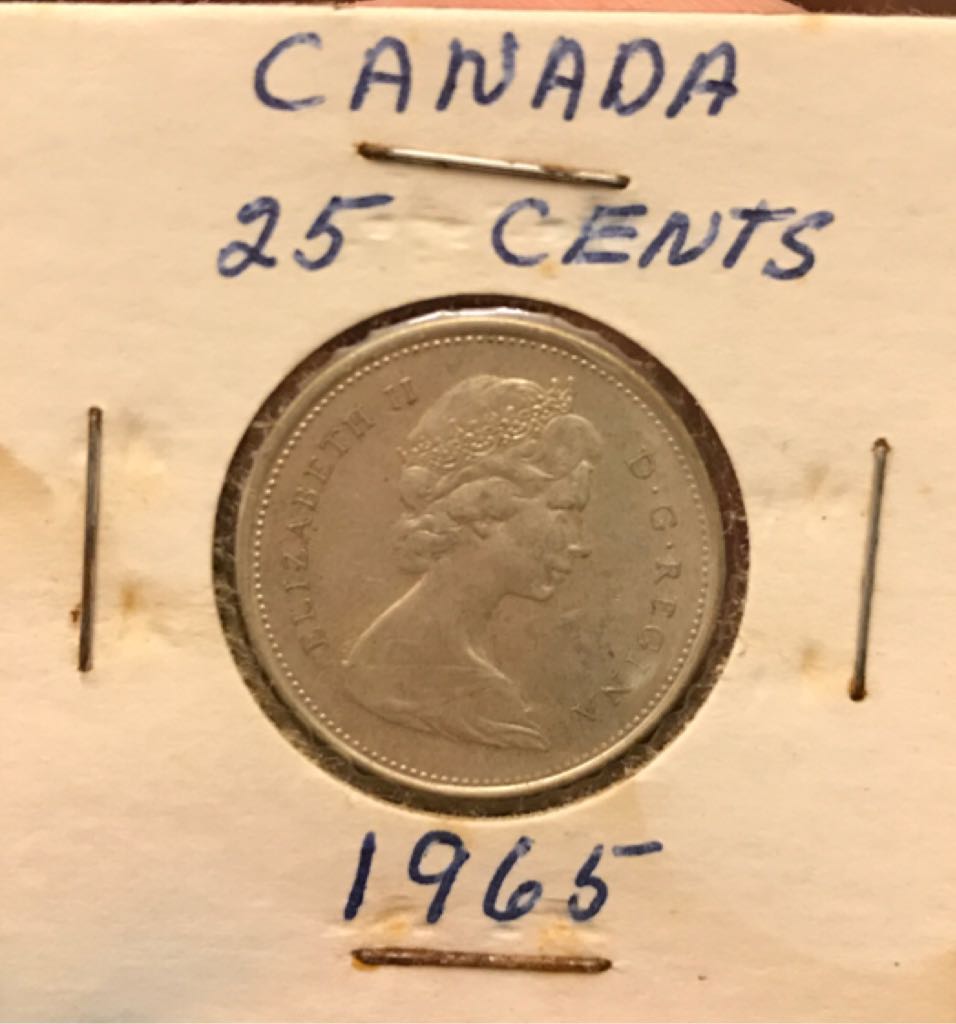 CANADA
25 CENTS
ELIZABETH II D·G·REGINA
1965